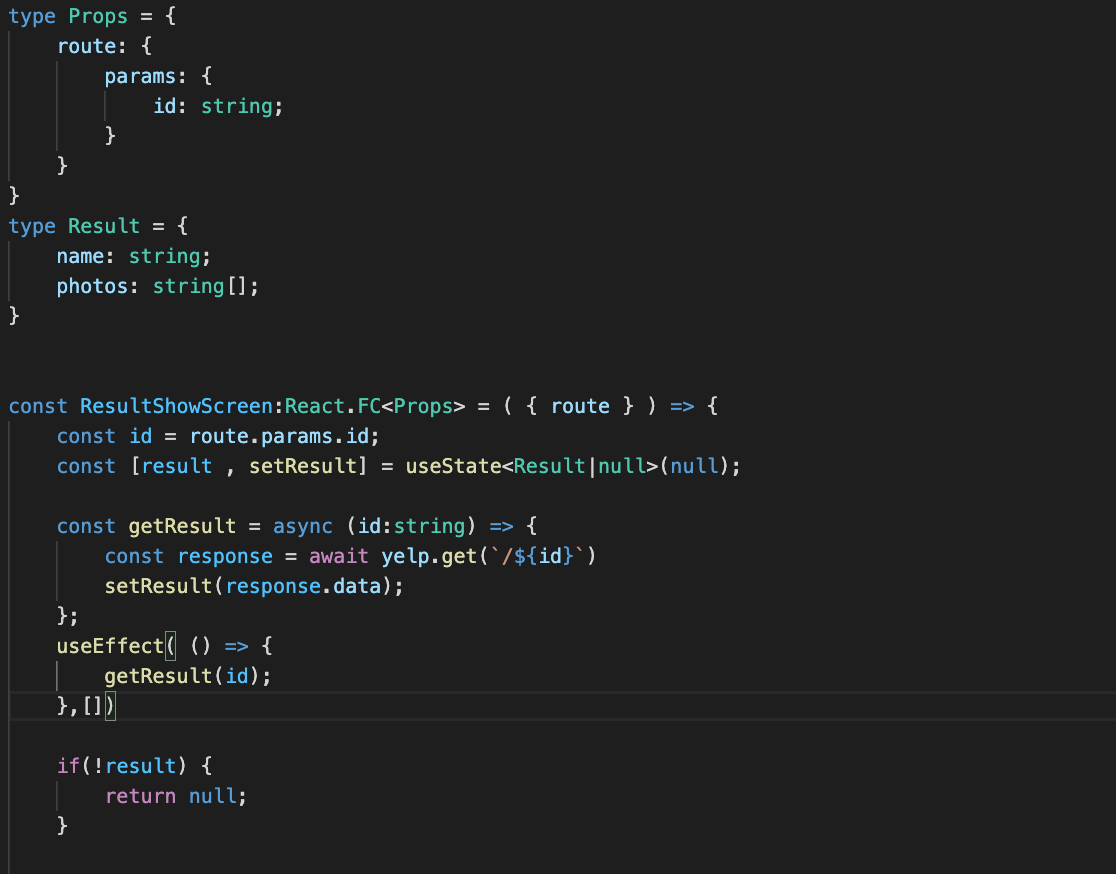 type Props = {
    route: {
        params: {
            id: string;
        }
    }
}
type Result = {
    name: string;
    photos: string[];
}
const ResultShowScreen:React.FC<Props> = ( { route } ) => {
    const id = route.params.id;
    const [result , setResult] = useState<Result|null>(null);
    const getResult = async (id:string) => {
        const response = await yelp.get(`/${id}`)
        setResult(response.data);
    };
    useEffect( () => {
        getResult(id);
    },[])
    if(!result) {
        return null;
    }